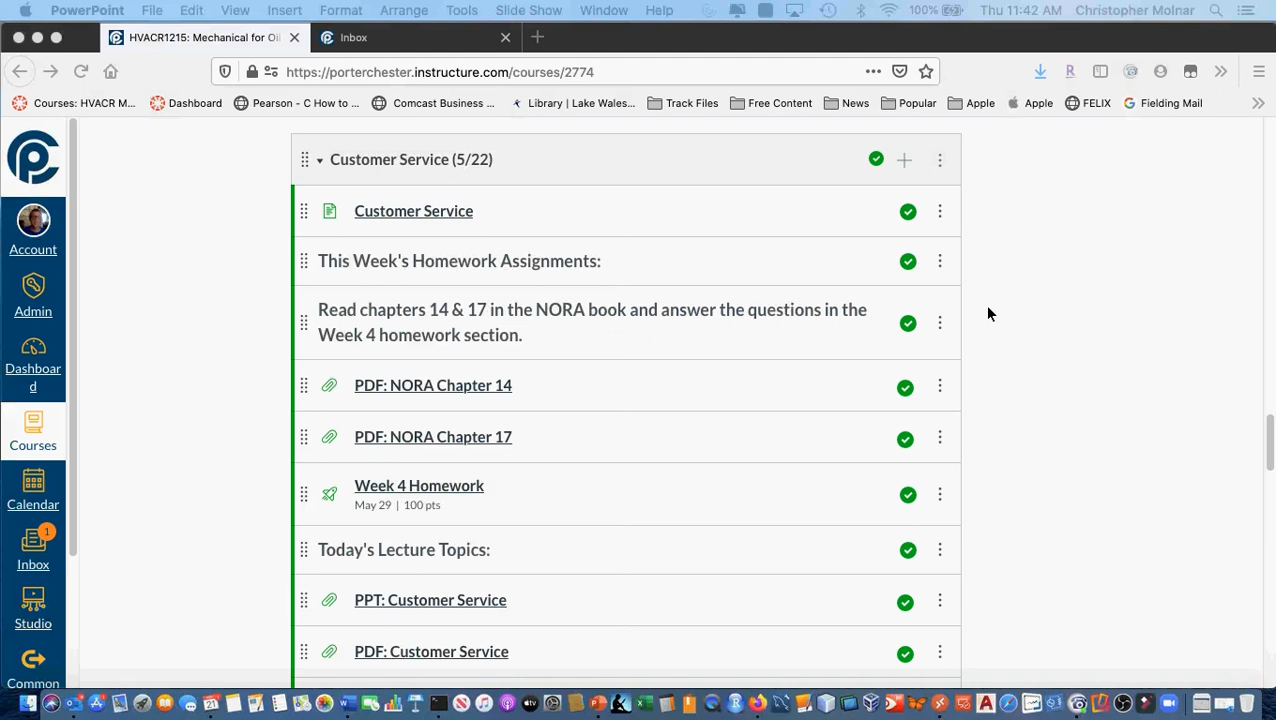 PowerPoint File Edit View Insert Format Arrange Tools Slide Show Window Help 100% Thu 11:42 AM Christopher Molnar
HVACR1215: Mechanical for Oil
Inbox
https://porterchester.instructure.com/courses/2774
Courses: HVACR M... Dashboard Pearson - C How to ... Comcast Business ... Library | Lake Wales... Track Files Free Content News Popular Apple Apple FELIX Fielding Mail
Account
Admin
Dashboar
d
Courses
Calendar
1
Inbox
Studio
Common
Customer Service (5/22)
Customer Service
This Week's Homework Assignments:
Read chapters 14 & 17 in the NORA book and answer the questions in the
Week 4 homework section.
PDF: NORA Chapter 14
PDF: NORA Chapter 17
Week 4 Homework
May 29 | 100 pts
Today's Lecture Topics:
PPT: Customer Service
PDF: Customer Service